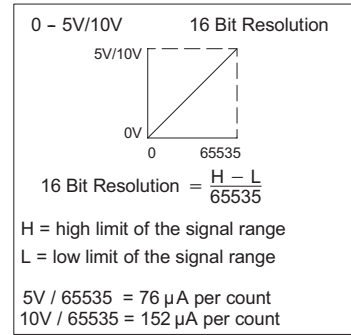 0 – 5V/10V 16 Bit Resolution
5V/10V
0V
0 65535
16 Bit Resolution = H – L / 65535
H = high limit of the signal range
L = low limit of the signal range
5V / 65535 = 76 µA per count
10V / 65535 = 152 µA per count